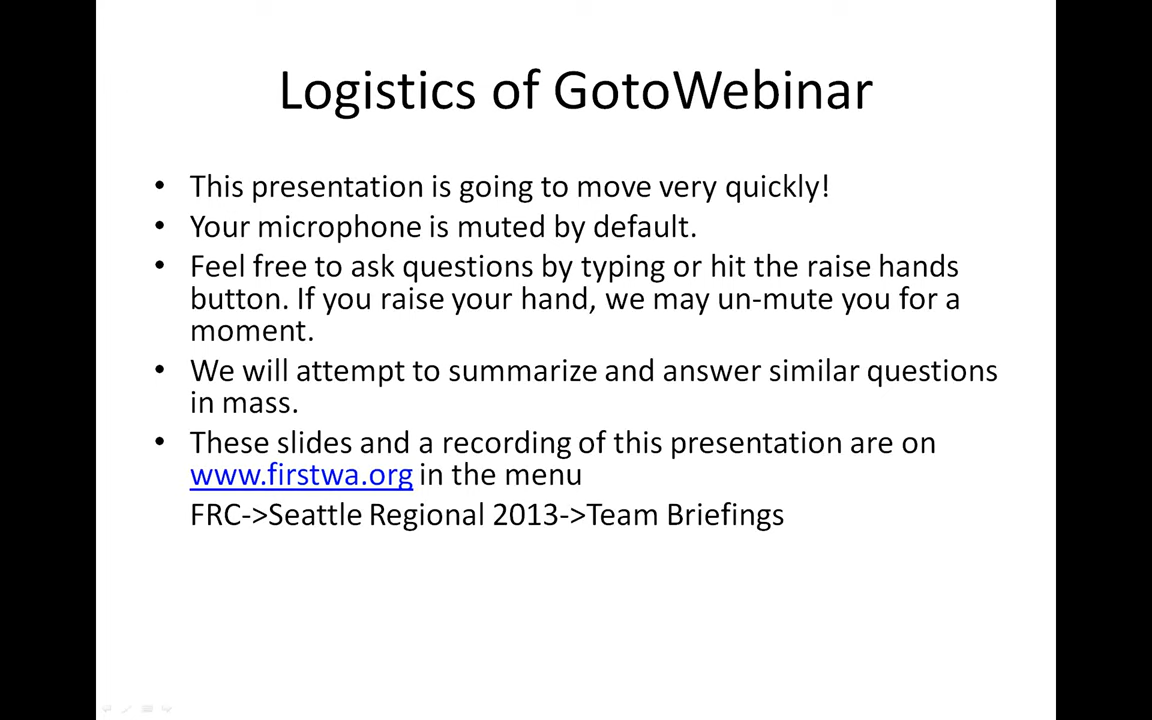 Logistics of GotoWebinar
• This presentation is going to move very quickly!
• Your microphone is muted by default.
• Feel free to ask questions by typing or hit the raise hands
button. If you raise your hand, we may un-mute you for a
moment.
• We will attempt to summarize and answer similar questions
in mass.
• These slides and a recording of this presentation are on
www.firstwa.org in the menu
FRC->Seattle Regional 2013->Team Briefings